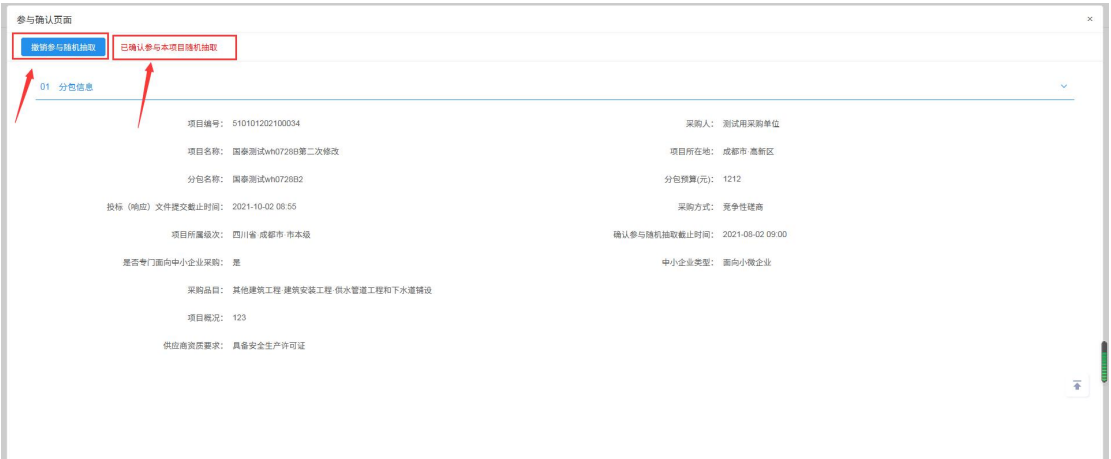 参与确认页面
×
撤销参与随机抽取 已确认参与本项目随机抽取
01 分包信息
项目编号： 510101202100034 采购人： 测试用采购单位
项目名称： 国泰测试wh0728B第二次修改 项目所在地： 成都市·高新区
分包名称： 国泰测试wh0728B2 分包预算(元)： 1212
投标（响应）文件提交截止时间： 2021-10-02 08:55 采购方式： 竞争性磋商
项目所属级次： 四川省·成都市·市本级 确认参与随机抽取截止时间： 2021-08-02 09:00
是否专门面向中小企业采购： 是 中小企业类型： 面向小微企业
采购品目： 其他建筑工程·建筑安装工程·供水管道工程和下水道铺设
项目概况： 123
供应商资质要求： 具备安全生产许可证